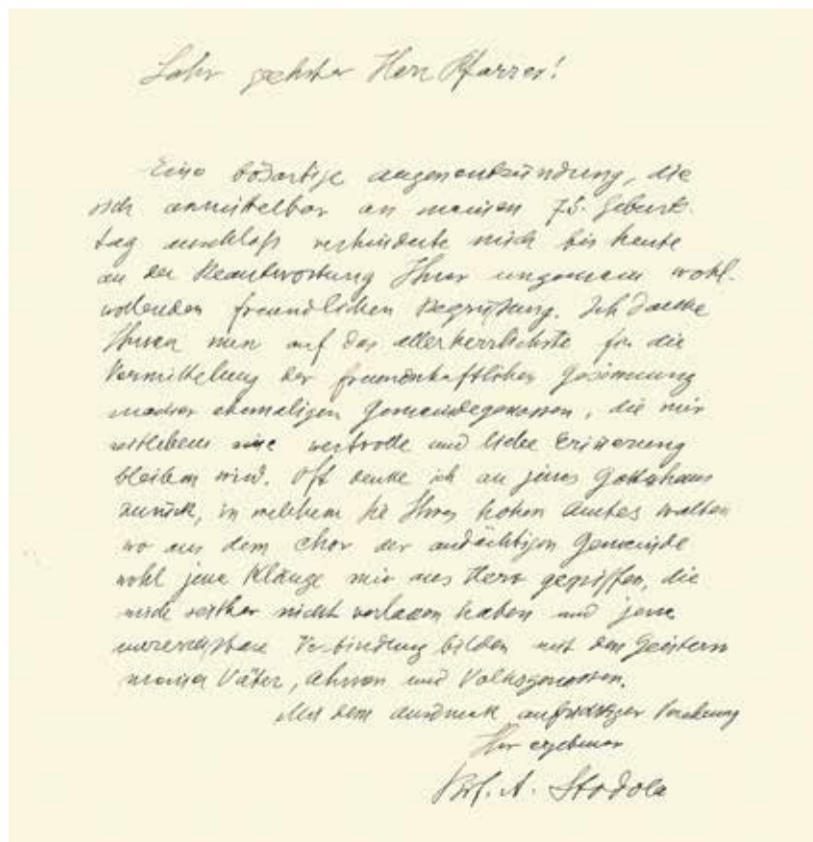 Sehr geehrter Herr Pfarrer!
Eine bösartige Augenentzündung, die
sich unmittelbar an meinen 75. Geburts-
tag anschloß verhinderte mich bis heute
an der Beantwortung Ihrer ungemein wohl-
wollenden freundlichen Begrüßung. Ich danke
Ihnen nun auf das allerherzlichste für die
Vermittelung der freundschaftlichen Gesinnung
meiner ehemaligen Gemeindegenossen, die mir
zeitlebens eine wertvolle und liebe Erinnerung
bleiben wird. Oft denke ich an jenes Gotteshaus
zurück, in welchem Sie Ihres hohen Amtes walten
wo aus dem Chor der andächtigen Gemeinde
wohl jene Klänge mir ans Herz gegriffen, die
mich seither nicht verlassen haben und jene
unzerreißbare Verbindung bilden mit den Geistern
meiner Väter, Ahnen und Volksgenossen.
Mit dem Ausdruck aufrichtiger Verehrung
Ihr ergebener
Prof. A. Stodola